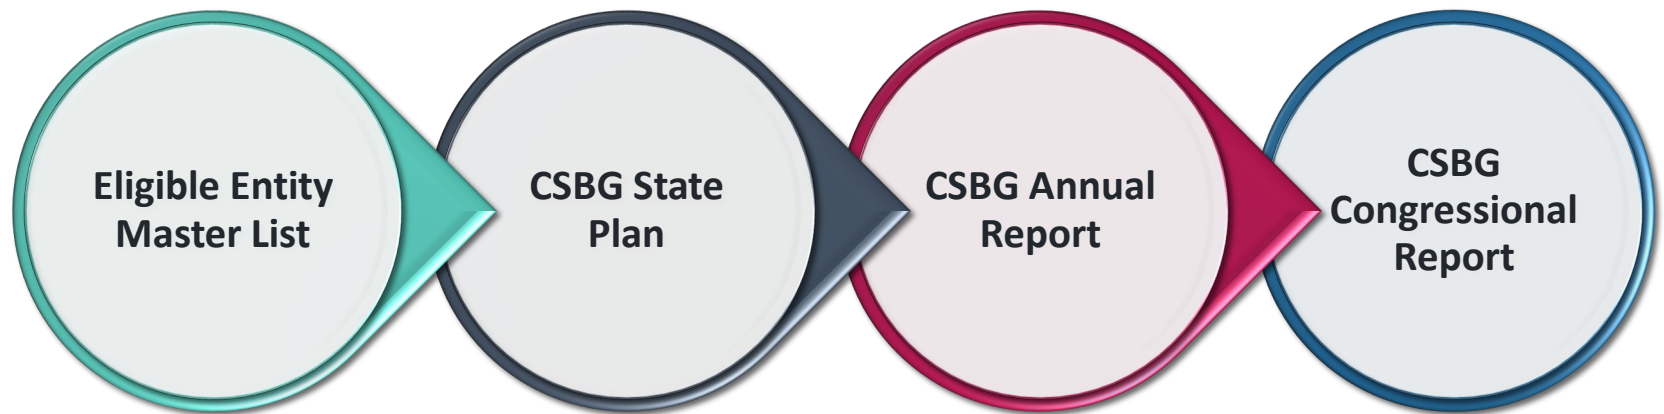 Eligible Entity
Master List
CSBG State
Plan
CSBG Annual
Report
CSBG
Congressional
Report